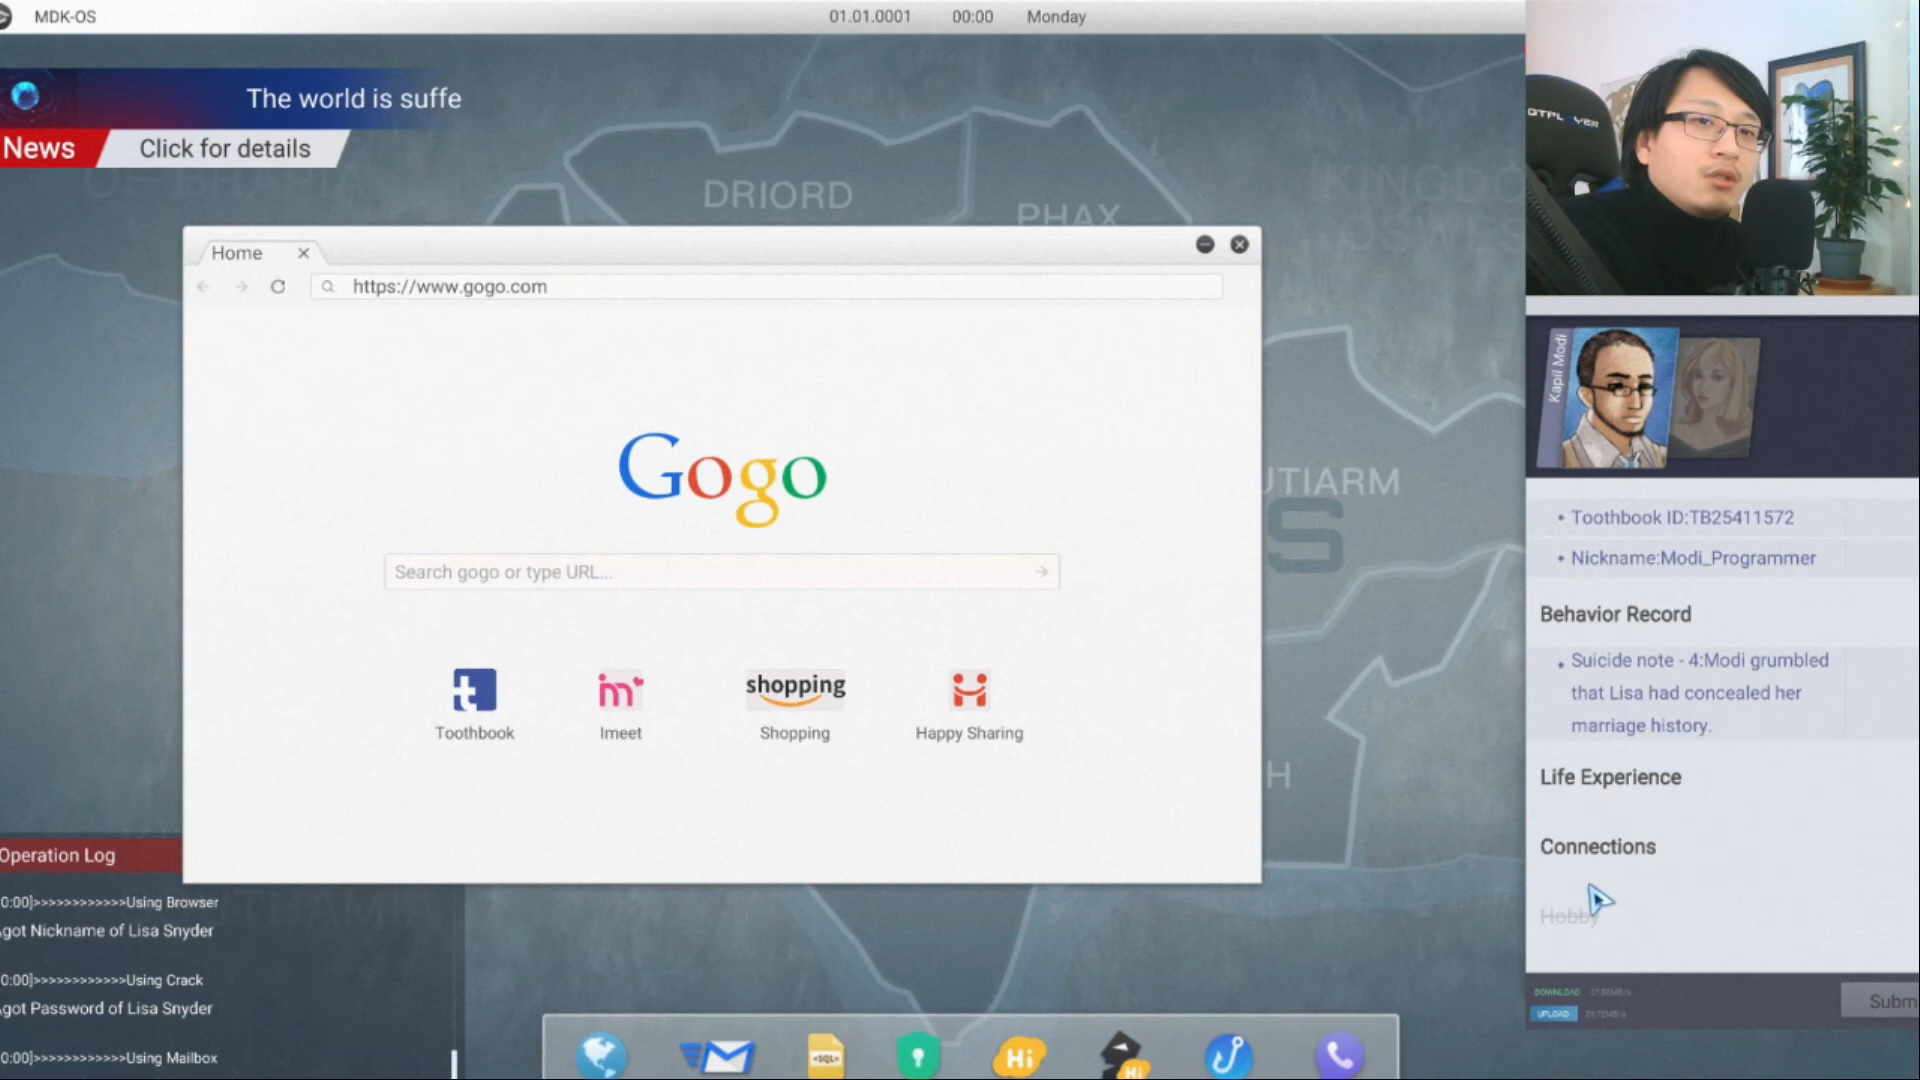 MDK-OS
01.01.0001 00:00 Monday
The world is suffe
News Click for details
DRIORD
PHAX
Home
https://www.gogo.com
Gogo
Search gogo or type URL...
Toothbook
Imeet
shopping
Shopping
Happy Sharing
UTIARM
S
H
Operation Log
0:00]>>>>>>>>>>>>Using Browser
got Nickname of Lisa Snyder
0:00]>>>>>>>>>>>>Using Crack
got Password of Lisa Snyder
0:00]>>>>>>>>>>>>Using Mailbox
<SQL>
Hi
Hi
GTPLAYER
Kapil Modi
• Toothbook ID:TB25411572
• Nickname:Modi_Programmer
Behavior Record
• Suicide note - 4:Modi grumbled
that Lisa had concealed her
marriage history.
Life Experience
Connections
Hobby
DOWNLOAD
UPLOAD
Subm